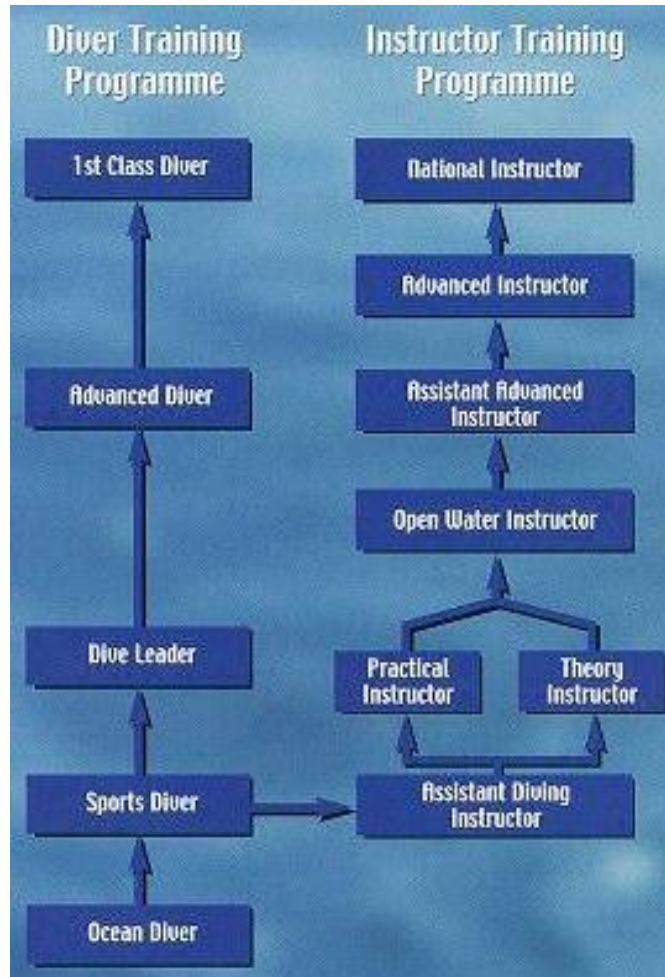 Diver Training
Programme
1st Class Diver
Advanced Diver
Dive Leader
Sports Diver
Ocean Diver
Instructor Training
Programme
National Instructor
Advanced Instructor
Assistant Advanced
Instructor
Open Water Instructor
Practical
Instructor
Theory
Instructor
Assistant Diving
Instructor